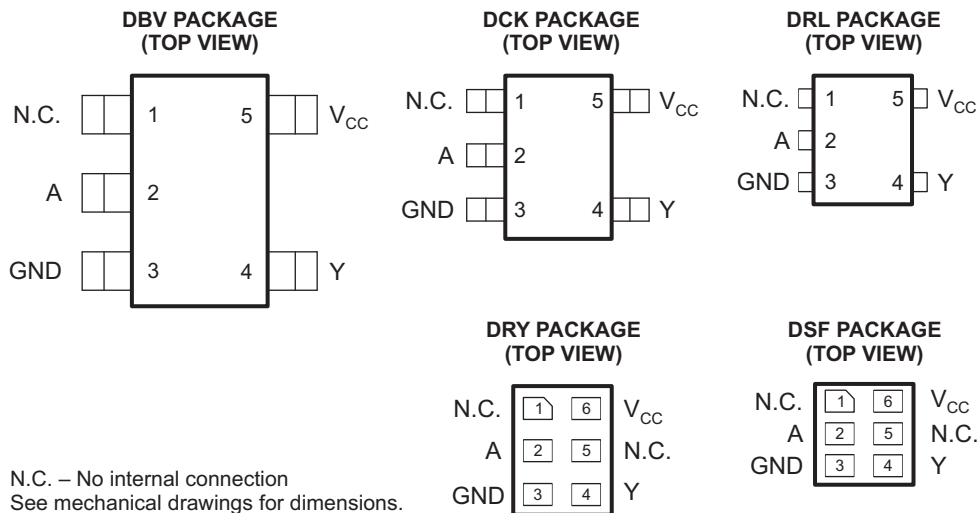 DBV PACKAGE
(TOP VIEW)
N.C. 1 5 VCC
A 2
GND 3 4 Y
DCK PACKAGE
(TOP VIEW)
N.C. 1 5 VCC
A 2
GND 3 4 Y
DRL PACKAGE
(TOP VIEW)
N.C. 1 5 VCC
A 2
GND 3 4 Y
DRY PACKAGE
(TOP VIEW)
N.C. 1 6 VCC
A 2 5 N.C.
GND 3 4 Y
DSF PACKAGE
(TOP VIEW)
N.C. 1 6 VCC
A 2 5 N.C.
GND 3 4 Y
N.C. – No internal connection
See mechanical drawings for dimensions.